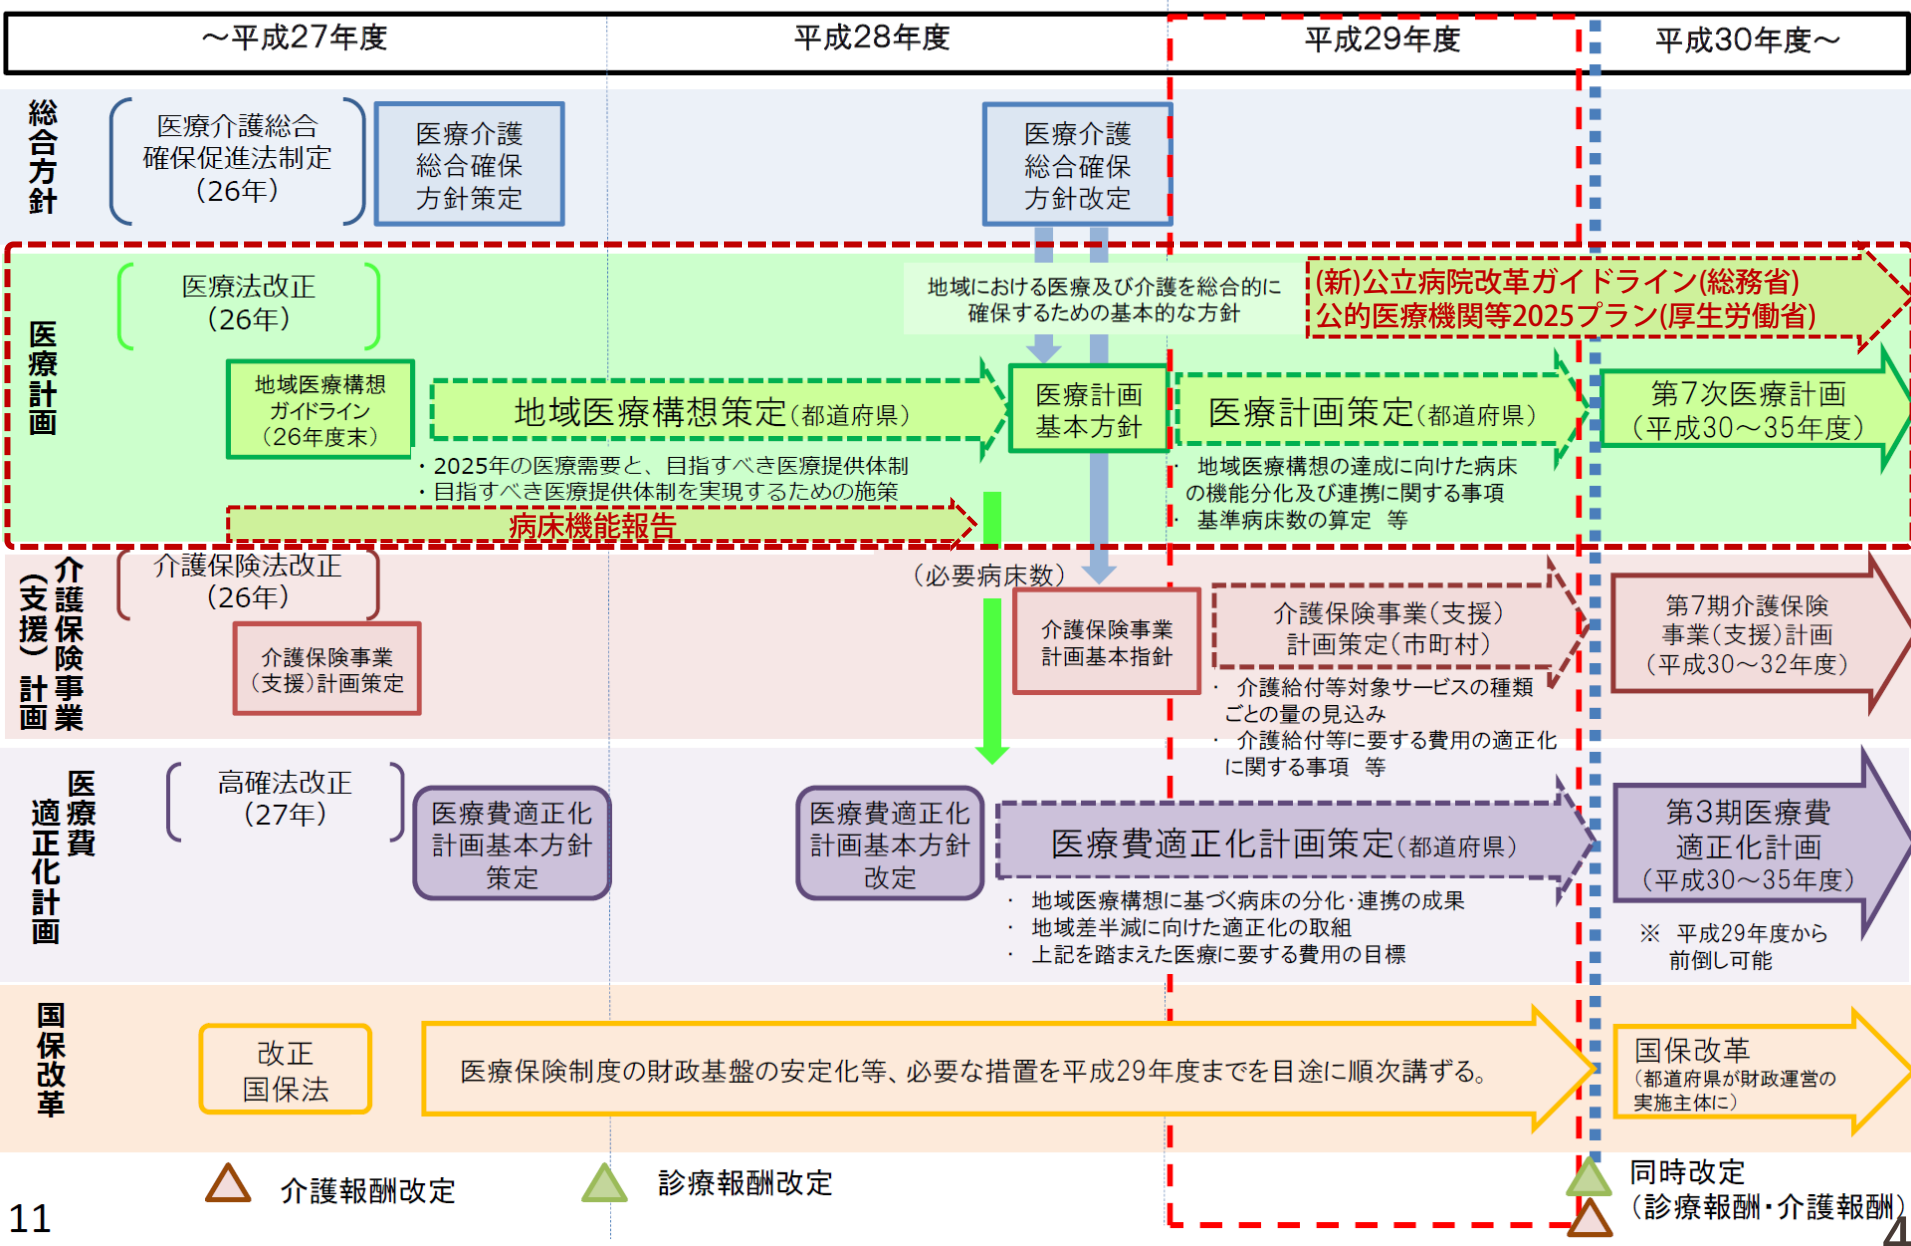 ～平成27年度
平成28年度
平成29年度
平成30年度～
総合方針
医療介護総合
確保促進法制定
（26年）
医療介護
総合確保
方針策定
医療介護
総合確保
方針改定
医療計画
医療法改正
（26年）
地域における医療及び介護を総合的に
確保するための基本的な方針
(新)公立病院改革ガイドライン(総務省)
公的医療機関等2025プラン(厚生労働省)
地域医療構想
ガイドライン
（26年度末）
地域医療構想策定（都道府県）
医療計画
基本方針
医療計画策定（都道府県）
第7次医療計画
（平成30～35年度）
・2025年の医療需要と、目指すべき医療提供体制
・目指すべき医療提供体制を実現するための施策
・ 地域医療構想の達成に向けた病床
の機能分化及び連携に関する事項
・ 基準病床数の算定 等
病床機能報告
介護保険事業
（支援）計画
介護保険法改正
（26年）
（必要病床数）
介護保険事業
（支援）計画策定
介護保険事業
計画基本指針
介護保険事業（支援）
計画策定（市町村）
第7期介護保険
事業（支援）計画
（平成30～32年度）
・ 介護給付等対象サービスの種類
ごとの量の見込み
・ 介護給付等に要する費用の適正化
に関する事項 等
医療費
適正化計画
高確法改正
（27年）
医療費適正化
計画基本方針
策定
医療費適正化
計画基本方針
改定
医療費適正化計画策定（都道府県）
第3期医療費
適正化計画
（平成30～35年度）
・ 地域医療構想に基づく病床の分化・連携の成果
・ 地域差半減に向けた適正化の取組
・ 上記を踏まえた医療に要する費用の目標
※ 平成29年度から
前倒し可能
国保改革
改正
国保法
医療保険制度の財政基盤の安定化等、必要な措置を平成29年度までを目途に順次講ずる。
国保改革
（都道府県が財政運営の
実施主体に）
介護報酬改定
診療報酬改定
同時改定
（診療報酬・介護報酬）
11
4